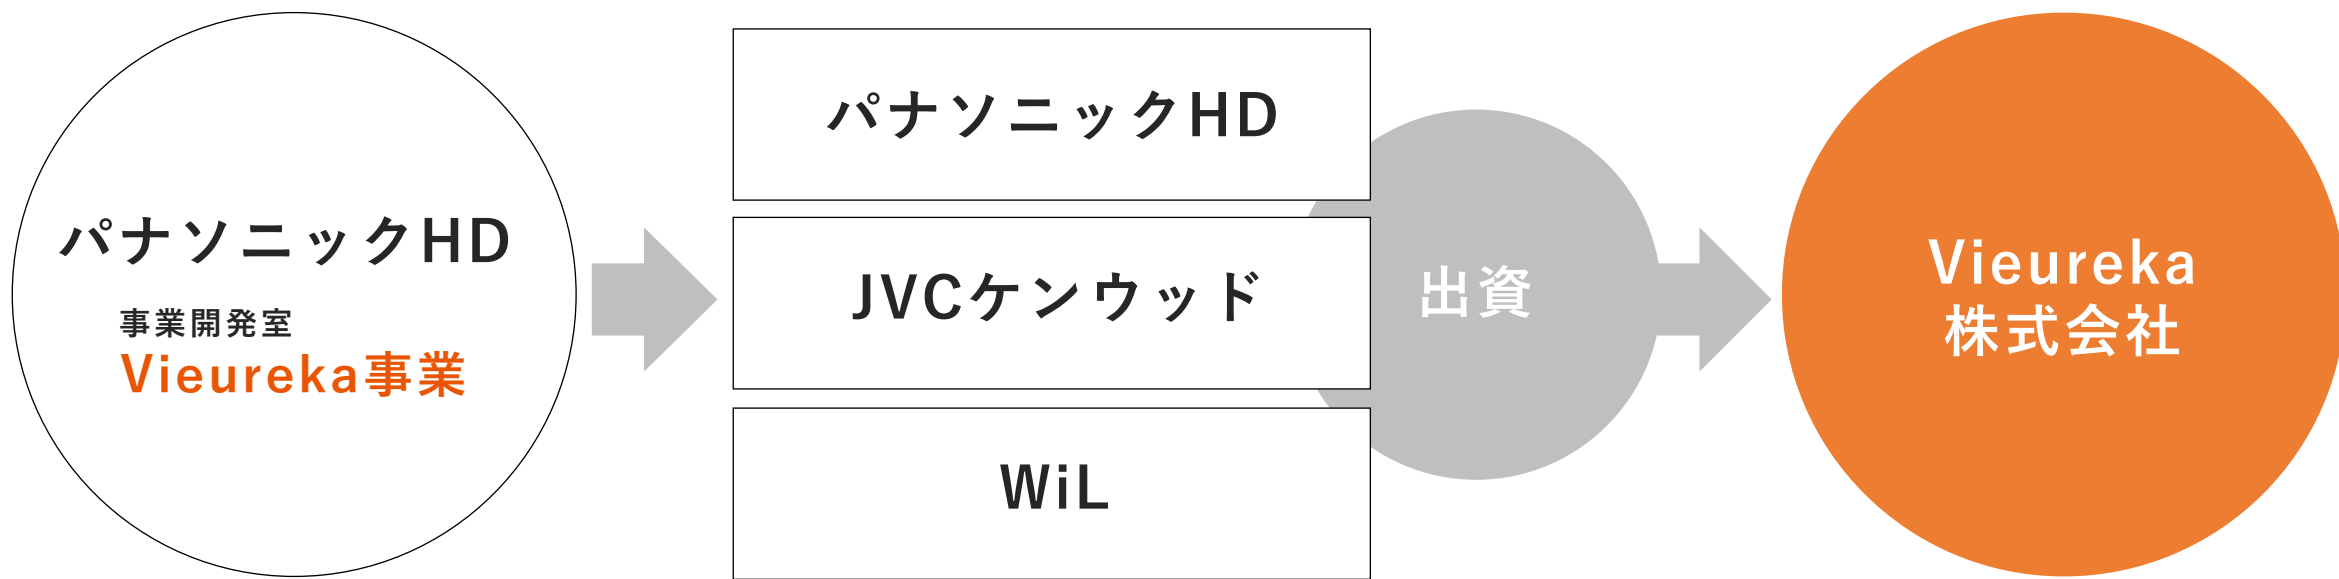 パナソニックHD
事業開発室
Vieureka事業
パナソニックHD
JVCケンウッド
WiL
出資
Vieureka
株式会社